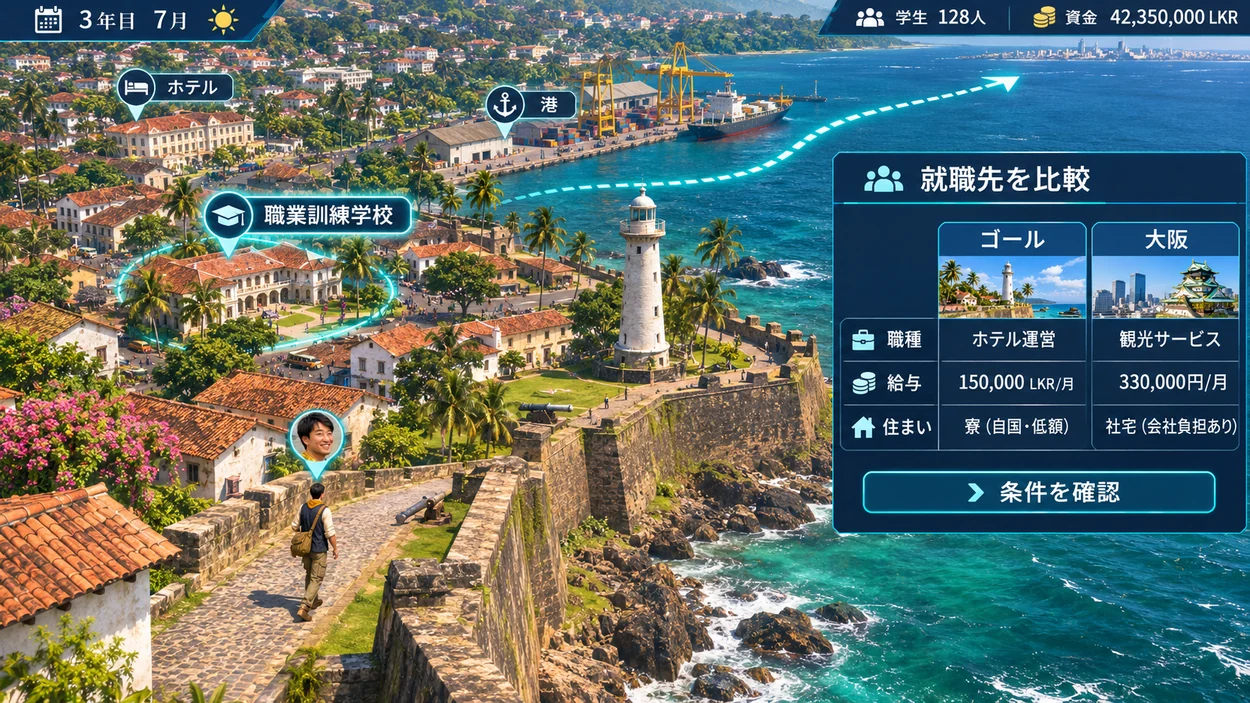 3年目 7月
学生 128人
資金 42,350,000 LKR
ホテル
港
職業訓練学校
就職先を比較
ゴール 大阪
職種 ホテル運営 観光サービス
給与 150,000 LKR/月 330,000円/月
住まい 寮(自国・低額) 社宅(会社負担あり)
条件を確認